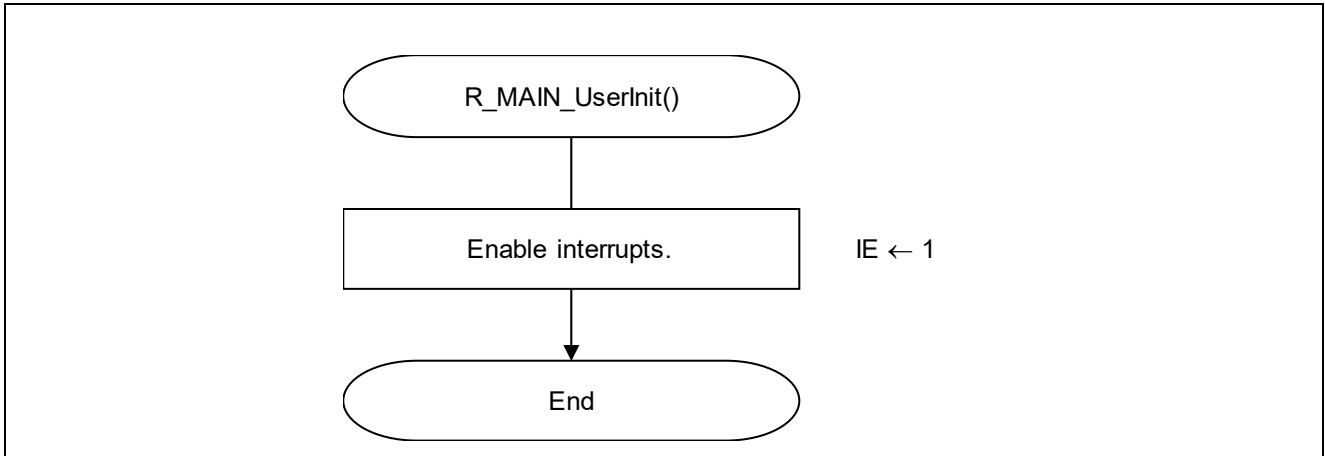 R_MAIN_UserInit()
Enable interrupts.
IE ← 1
End